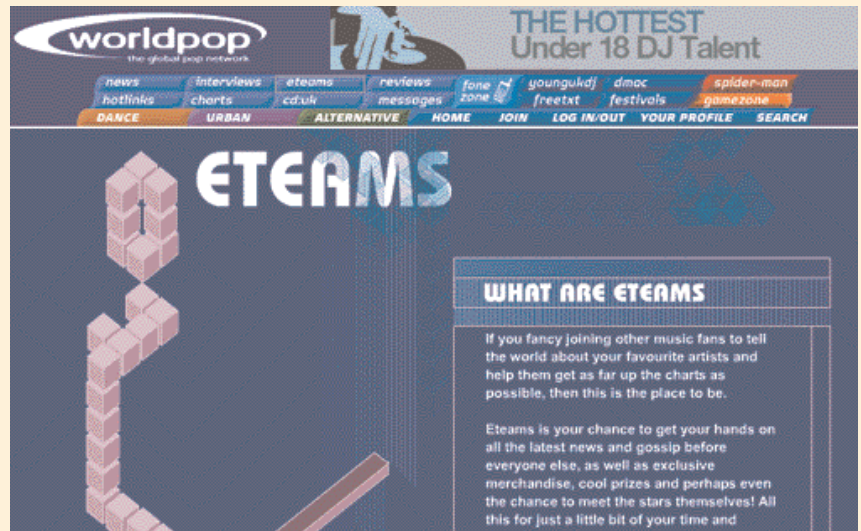 worldpop
the global pop network
THE HOTTEST
Under 18 DJ Talent
news interviews eteams reviews fone zone youngukdj dmac spider-man
hotlinks charts cd:uk messages freetxt festivals gamezone
DANCE URBAN ALTERNATIVE HOME JOIN LOG IN/OUT YOUR PROFILE SEARCH
ETEAMS
WHAT ARE ETEAMS
If you fancy joining other music fans to tell
the world about your favourite artists and
help them get as far up the charts as
possible, then this is the place to be.
Eteams is your chance to get your hands on
all the latest news and gossip before
everyone else, as well as exclusive
merchandise, cool prizes and perhaps even
the chance to meet the stars themselves! All
this for just a little bit of your time and